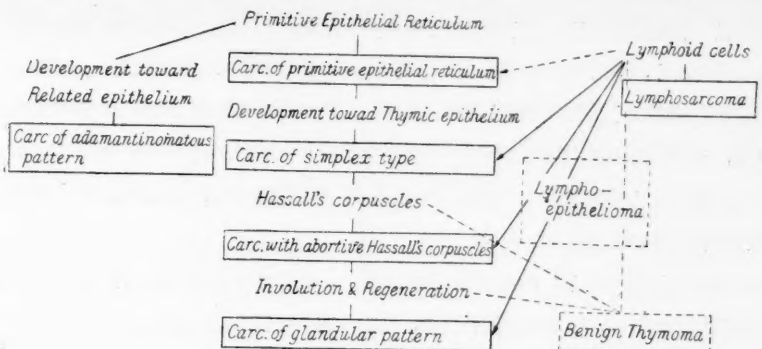 Primitive Epithelial Reticulum
Development toward
Related epithelium
Carc of adamantinomatous
pattern
Carc. of primitive epithelial reticulum
Development towad Thymic epithelium
Carc. of simplex type
Hassall's corpuscles
Carc. with abortive Hassall's corpuscles
Involution & Regeneration
Carc. of glandular pattern
Lymphoid cells
Lymphosarcoma
Lympho-
epithelioma
Benign Thymoma